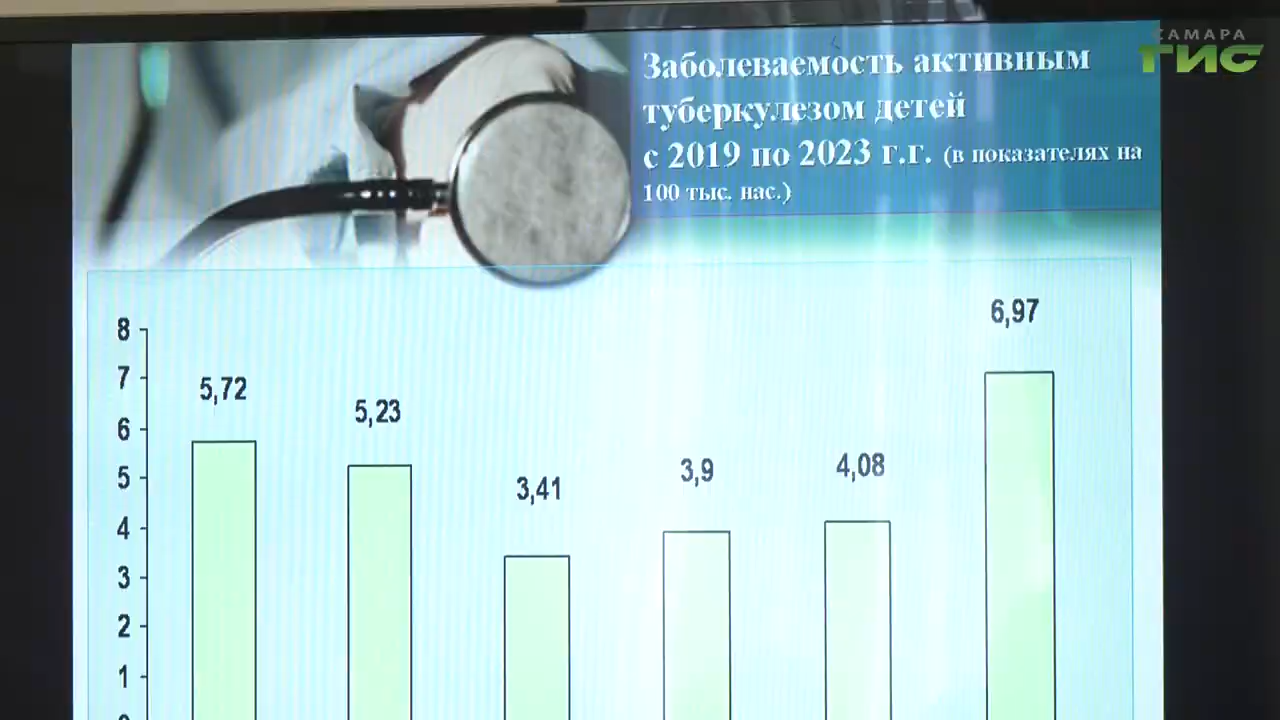 САМАРА
ГИС
Заболеваемость активным
туберкулезом детей
с 2019 по 2023 г.г. (в показателях на
100 тыс. нас.)
6,97
8
5,72
7
5,23
6
4,08
3,9
5
3,41
4
3
2
1